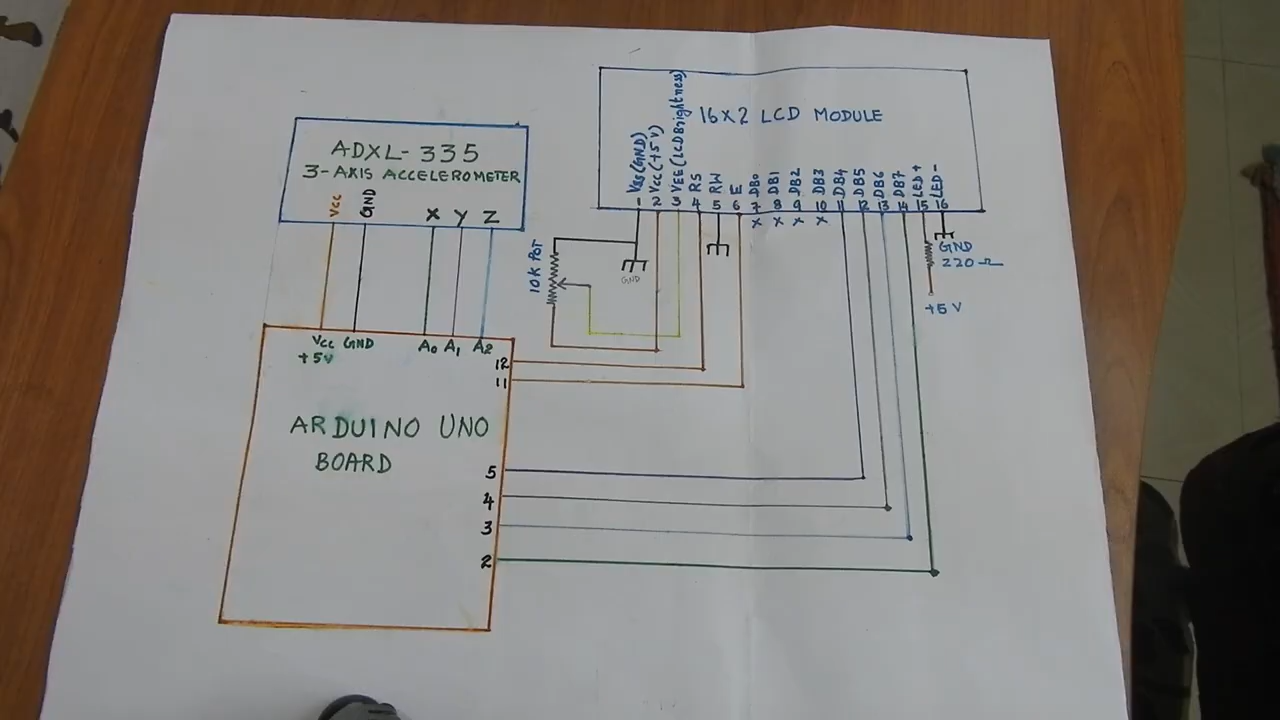 16X2 LCD MODULE
VSS (GND)
VCC (+5V)
VEE (LCD Brightness)
RS
RW
E
DB0
DB1
DB2
DB3
DB4
DB5
DB6
DB7
LED+
LED-
1 2 3 4 5 6 7 8 9 10 11 12 13 14 15 16
X X X X
ADXL-335
3-AXIS ACCELEROMETER
VCC GND X Y Z
10K POT
GND
GND
220 Ω
+5V
VCC GND A0 A1 A2
+5V
12
11
ARDUINO UNO
BOARD
5
4
3
2